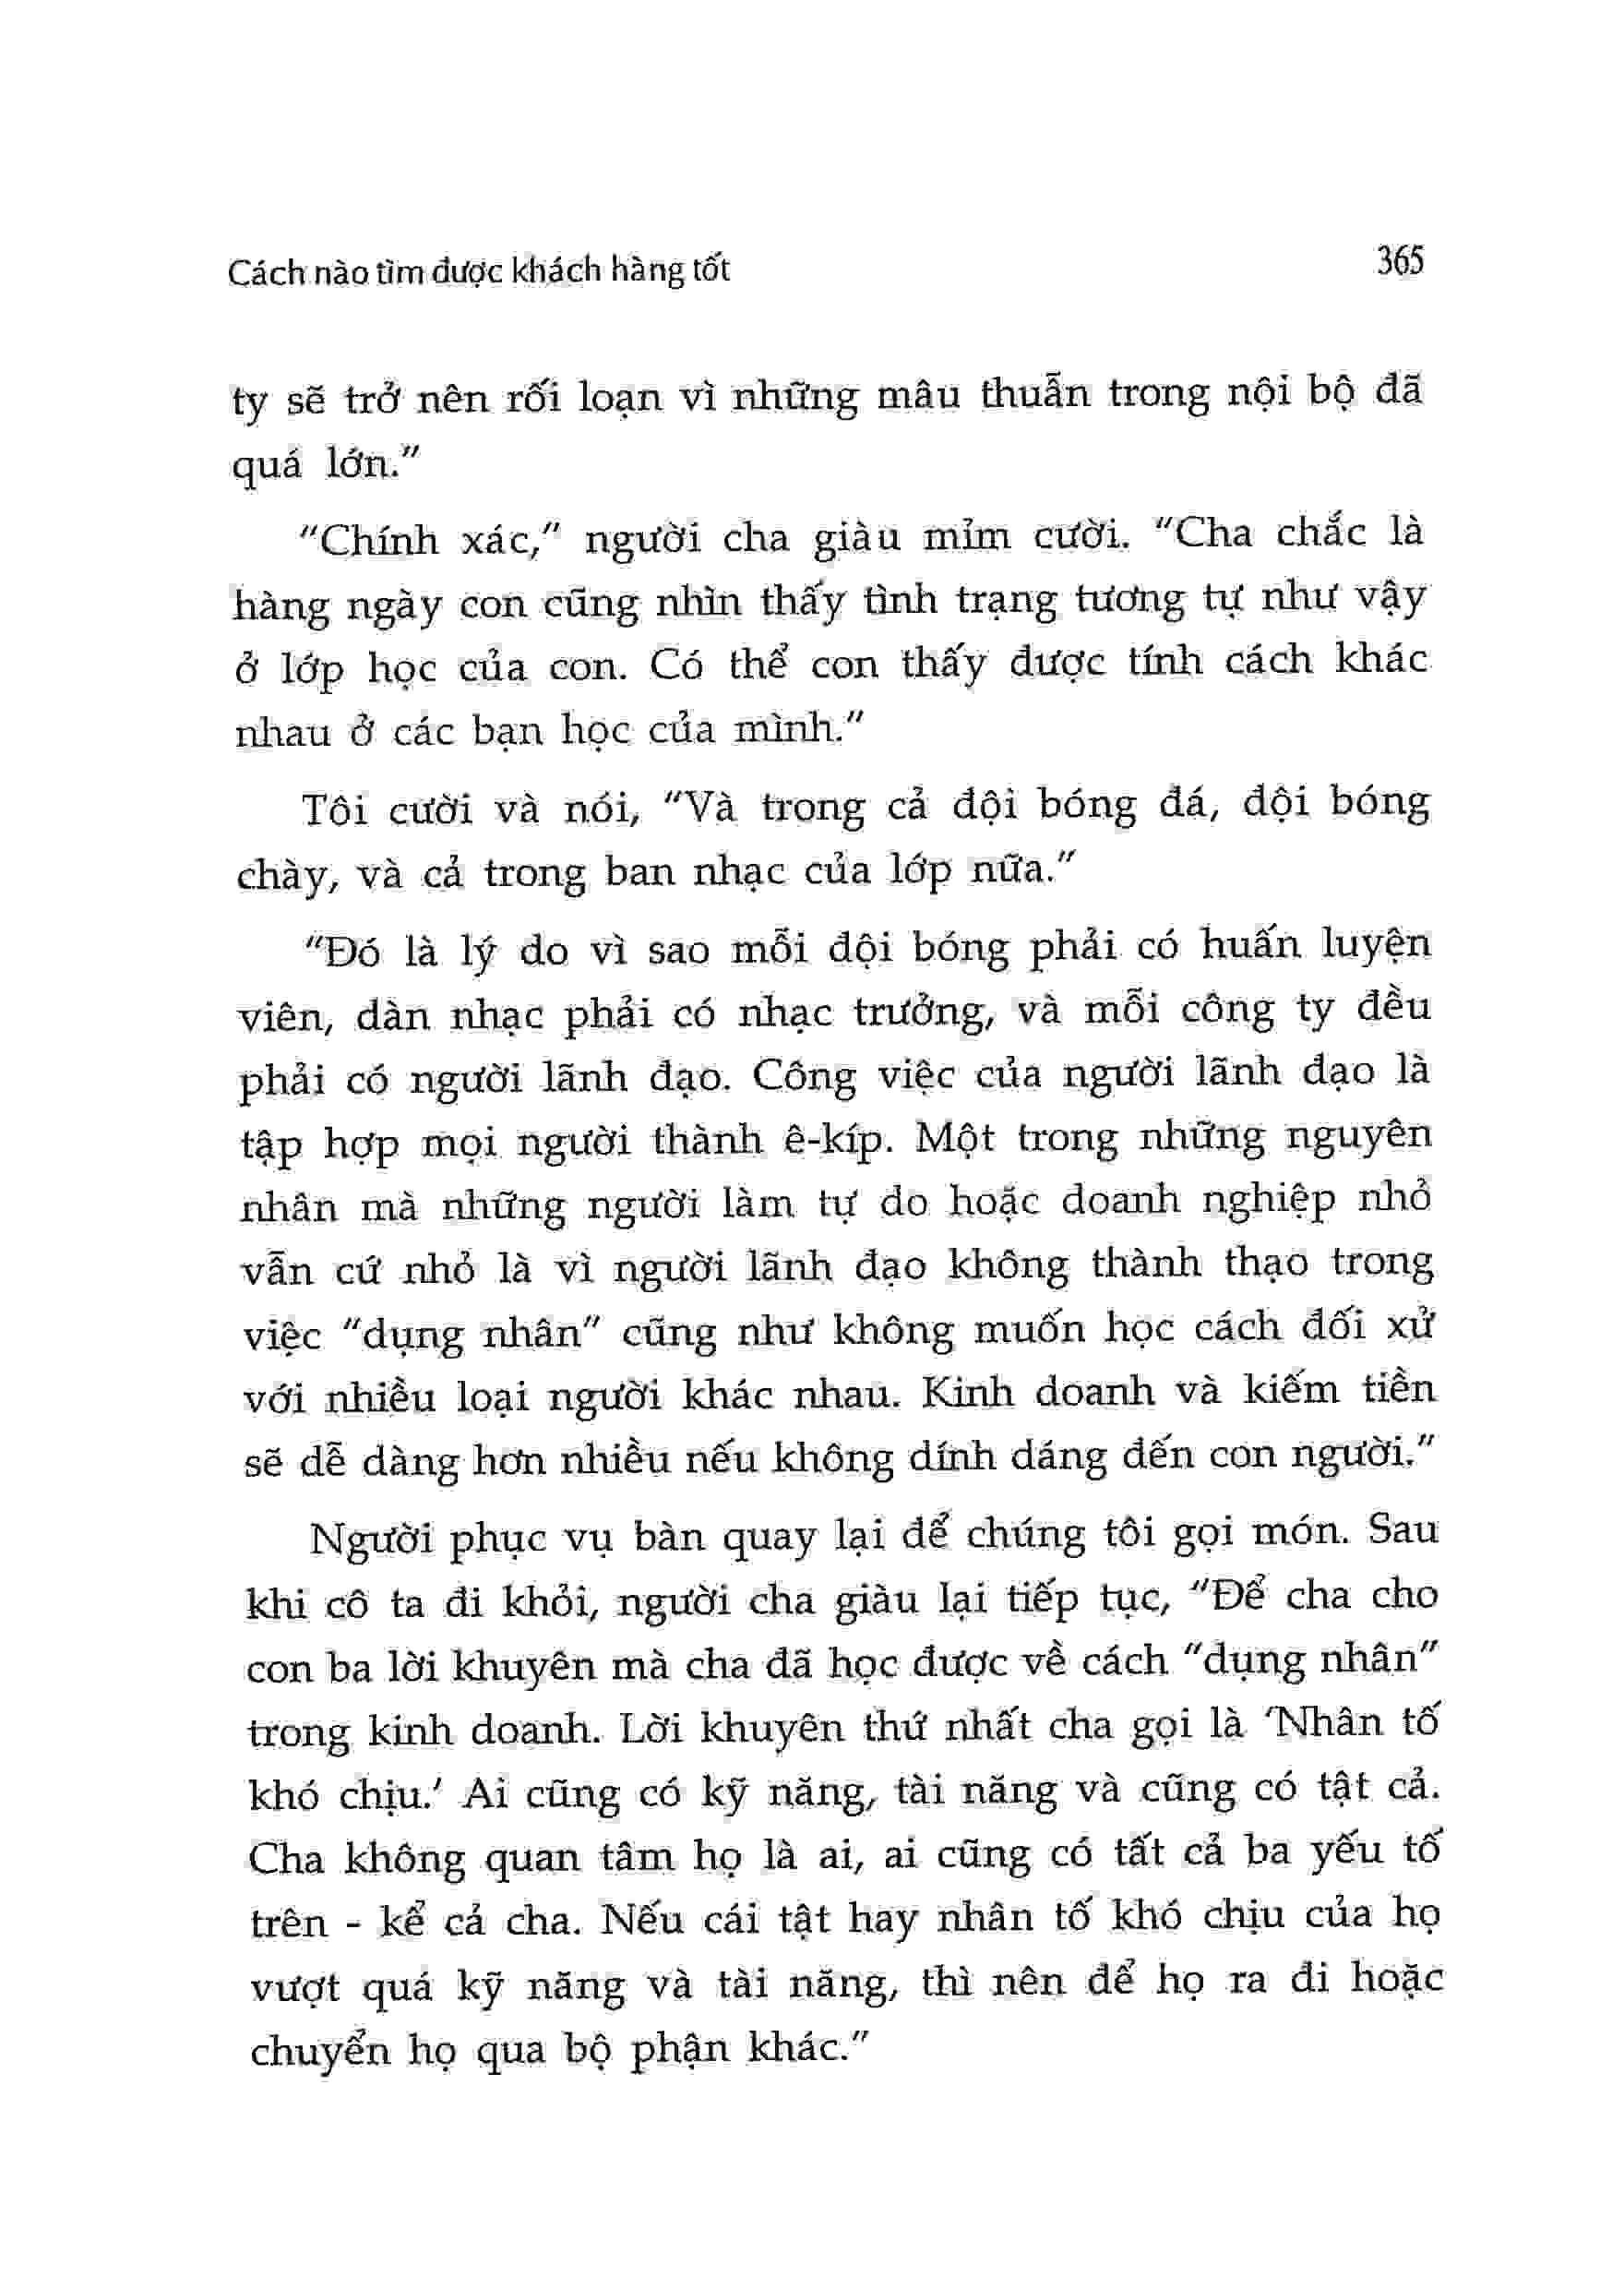 Cách nào tìm được khách hàng tốt
365
ty sẽ trở nên rối loạn vì những mâu thuẫn trong nội bộ đã
quá lớn."
"Chính xác," người cha giàu mỉm cười. "Cha chắc là
hàng ngày con cũng nhìn thấy tình trạng tương tự như vậy
ở lớp học của con. Có thể con thấy được tính cách khác
nhau ở các bạn học của mình."
Tôi cười và nói, "Và trong cả đội bóng đá, đội bóng
chày, và cả trong ban nhạc của lớp nữa."
"Đó là lý do vì sao mỗi đội bóng phải có huấn luyện
viên, dàn nhạc phải có nhạc trưởng, và mỗi công ty đều
phải có người lãnh đạo. Công việc của người lãnh đạo là
tập hợp mọi người thành ê-kíp. Một trong những nguyên
nhân mà những người làm tự do hoặc doanh nghiệp nhỏ
vẫn cứ nhỏ là vì người lãnh đạo không thành thạo trong
việc "dụng nhân" cũng như không muốn học cách đối xử
với nhiều loại người khác nhau. Kinh doanh và kiếm tiền
sẽ dễ dàng hơn nhiều nếu không dính dáng đến con người."
Người phục vụ bàn quay lại để chúng tôi gọi món. Sau
khi cô ta đi khỏi, người cha giàu lại tiếp tục, "Để cha cho
con ba lời khuyên mà cha đã học được về cách "dụng nhân"
trong kinh doanh. Lời khuyên thứ nhất cha gọi là 'Nhân tố
khó chịu.' Ai cũng có kỹ năng, tài năng và cũng có tật cả.
Cha không quan tâm họ là ai, ai cũng có tất cả ba yếu tố
trên - kể cả cha. Nếu cái tật hay nhân tố khó chịu của họ
vượt quá kỹ năng và tài năng, thì nên để họ ra đi hoặc
chuyển họ qua bộ phận khác."